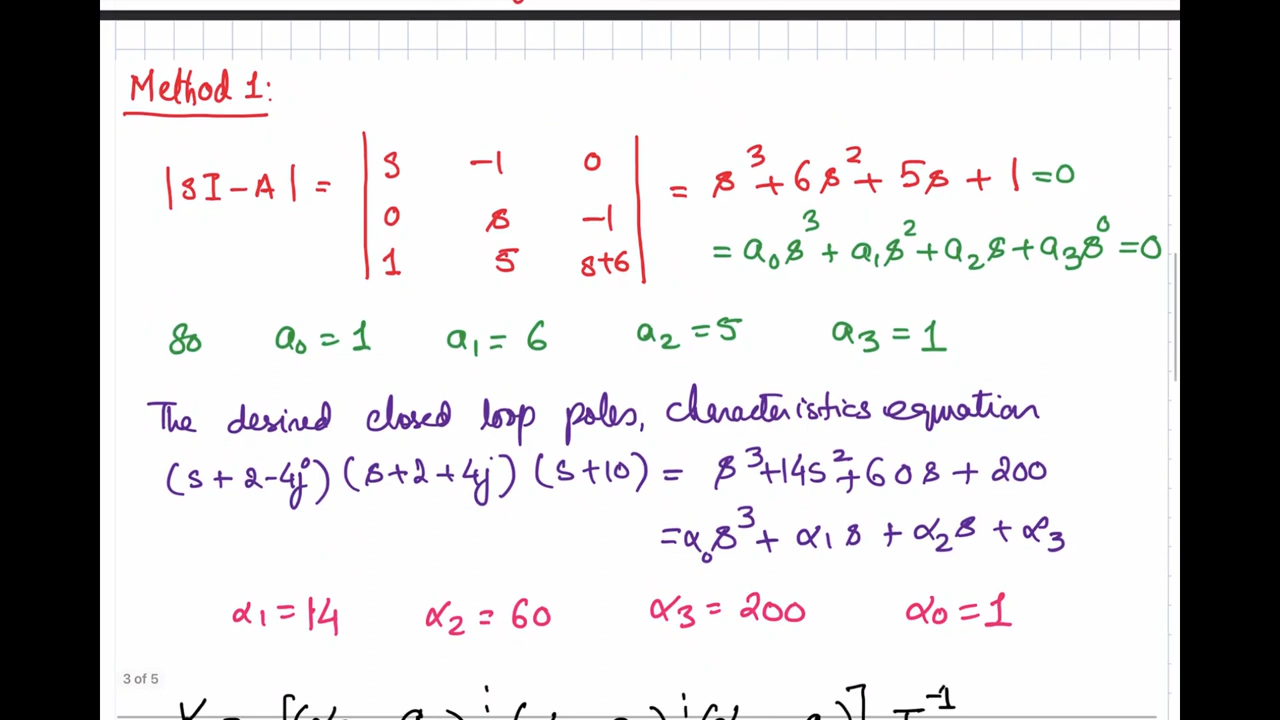 Method 1:
|sI-A| = | s -1 0 | = s³ + 6s² + 5s + 1 = 0
0 s -1
= a₀s³ + a₁s² + a₂s + a₃s⁰ = 0
1 5 s+6
so a₀ = 1 a₁ = 6 a₂ = 5 a₃ = 1
The desired closed loop poles, characteristics equation
(s + 2 - 4j) (s + 2 + 4j) (s + 10) = s³ + 14s² + 60s + 200
= α₀s³ + α₁s + α₂s + α₃
α₁ = 14 α₂ = 60 α₃ = 200 α₀ = 1
3 of 5